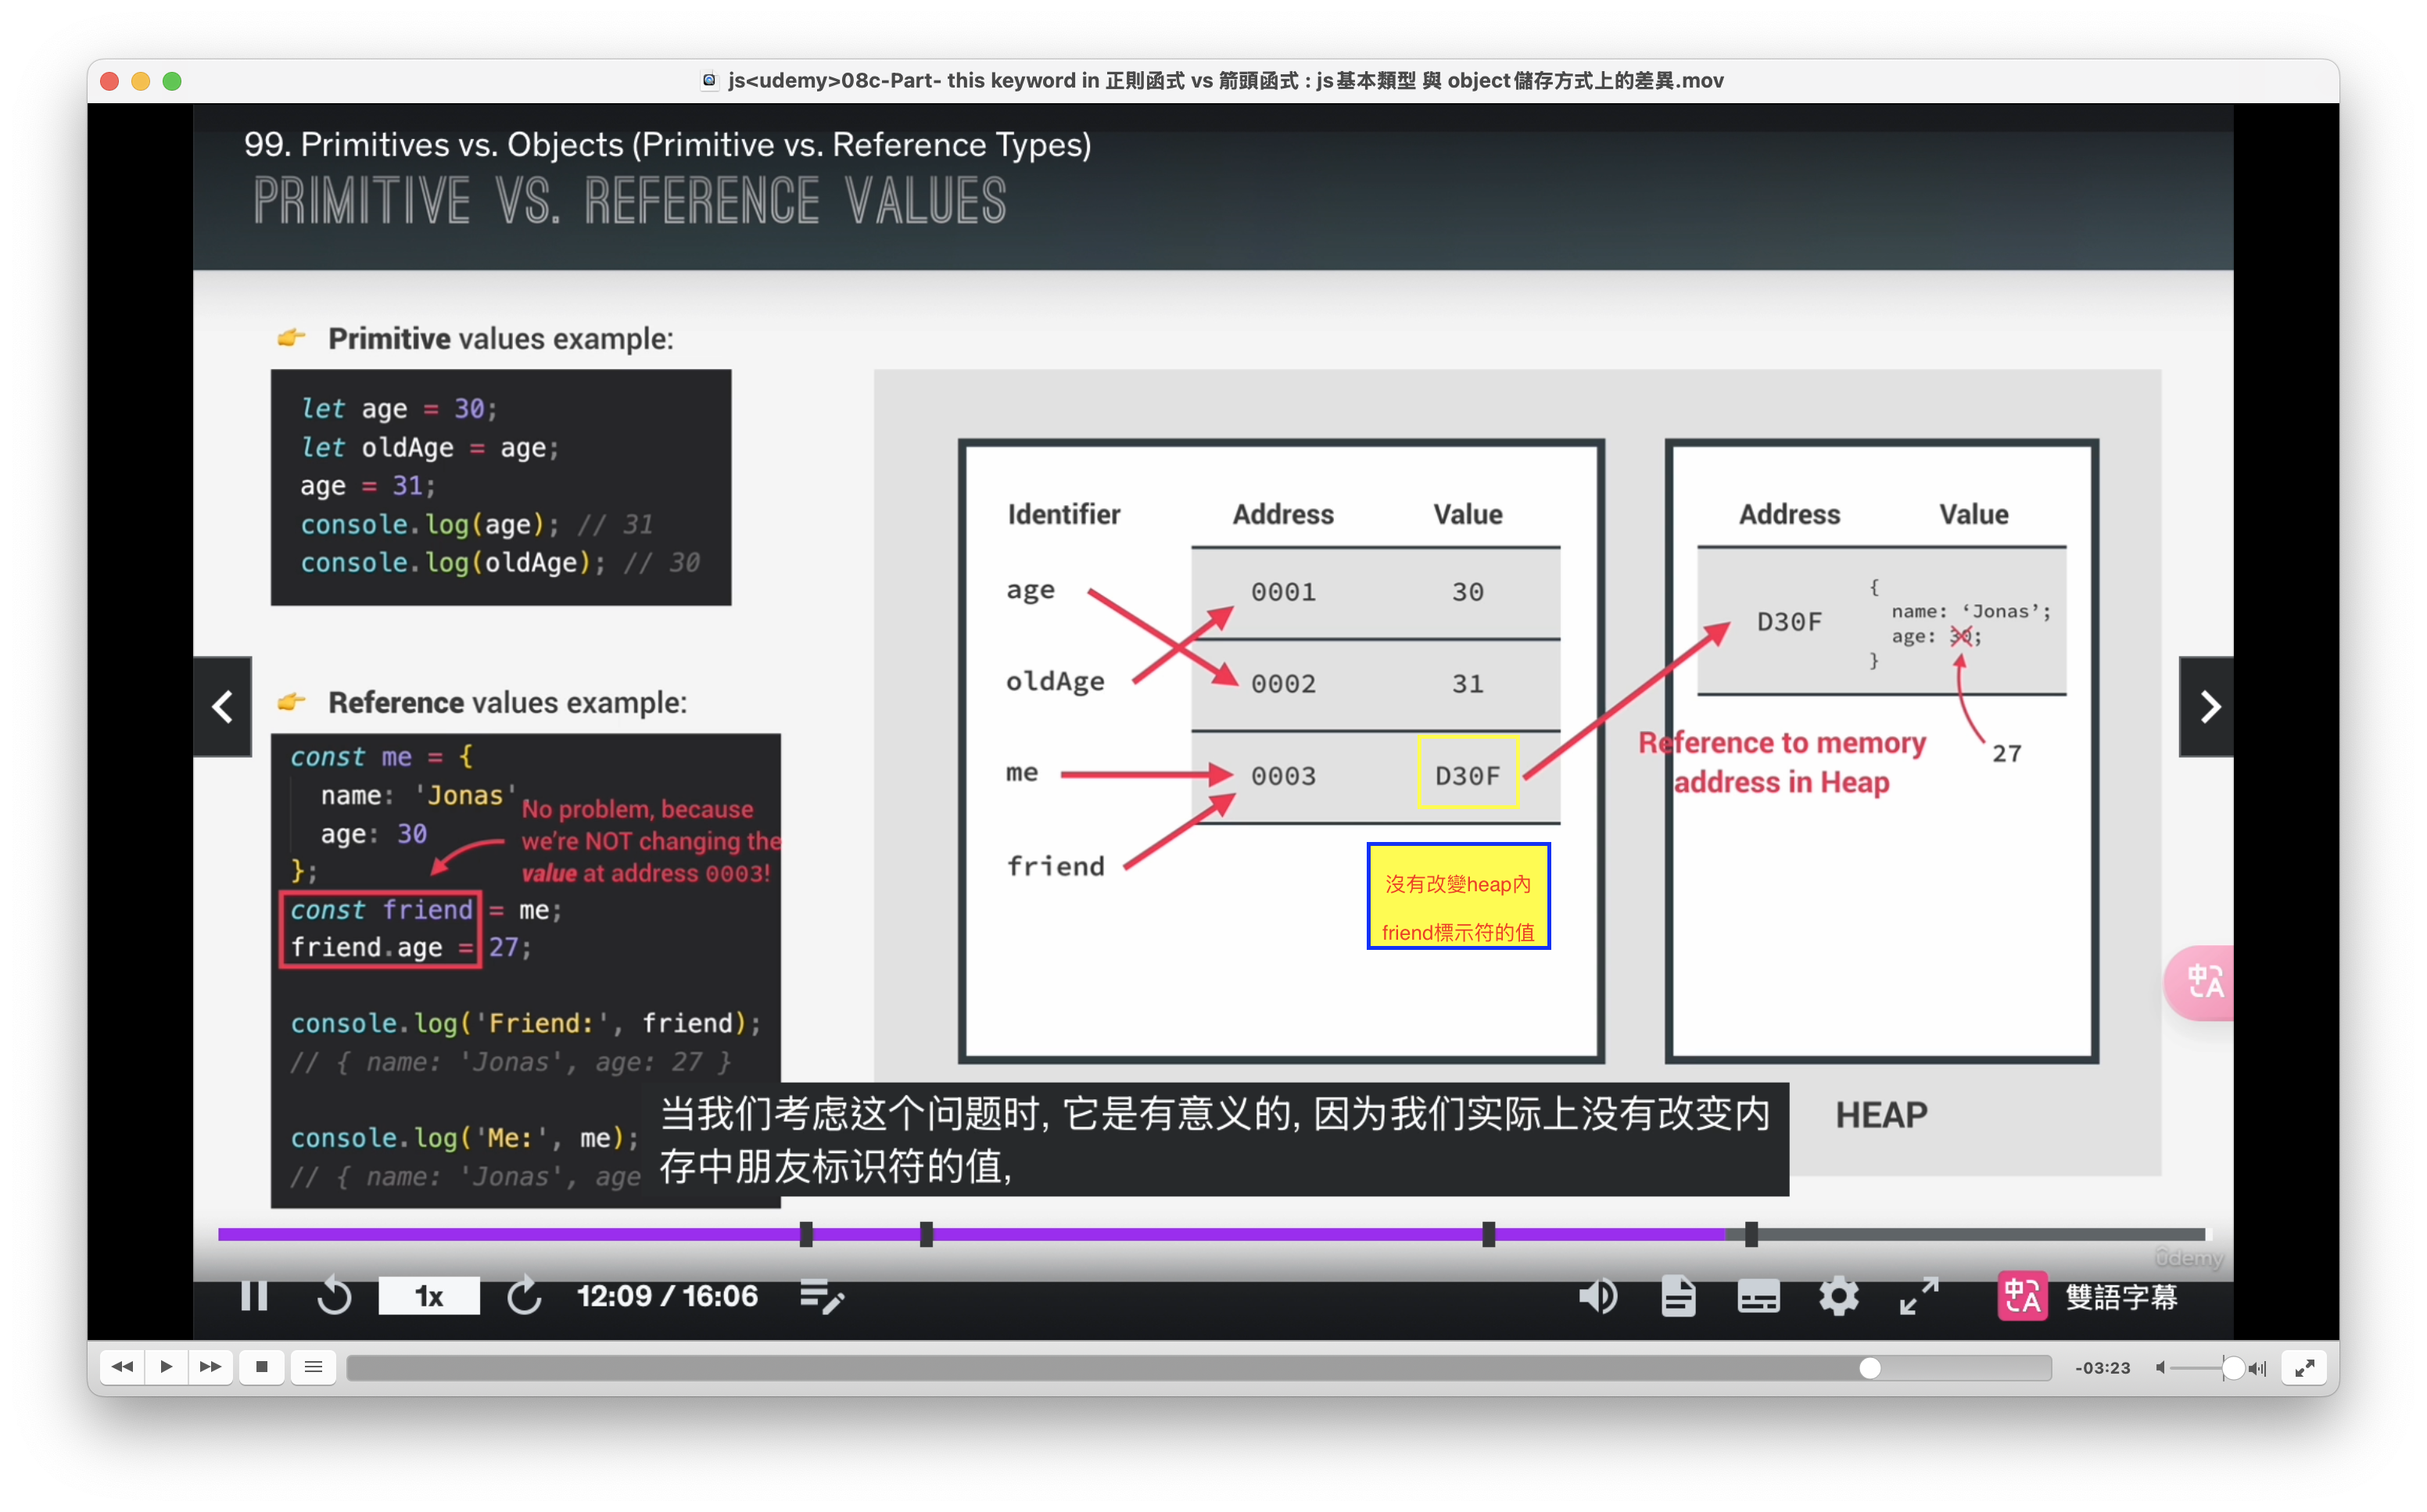 js<udemy>08c-Part- this keyword in 正則函式 vs 箭頭函式 : js基本類型 與 object儲存方式上的差異.mov
99. Primitives vs. Objects (Primitive vs. Reference Types)
PRIMITIVE VS. REFERENCE VALUES
👉 Primitive values example:
let age = 30;
let oldAge = age;
age = 31;
console.log(age); // 31
console.log(oldAge); // 30
👉 Reference values example:
const me = {
name: 'Jonas'
age: 30
};
const friend = me;
friend.age = 27;
console.log('Friend:', friend);
// { name: 'Jonas', age: 27 }
console.log('Me:', me);
// { name: 'Jonas', age
No problem, because
we’re NOT changing the
value at address 0003!
Identifier Address Value
age 0001 30
oldAge 0002 31
me 0003 D30F
friend
沒有改變heap內
friend標示符的值
Address Value
D30F
{
name: ‘Jonas’;
age: 30;
}
27
Reference to memory
address in Heap
HEAP
当我们考虑这个问题时, 它是有意义的, 因为我们实际上没有改变内
存中朋友标识符的值,
中A
ûdemy
1x
12:09 / 16:06
中A 雙語字幕
-03:23